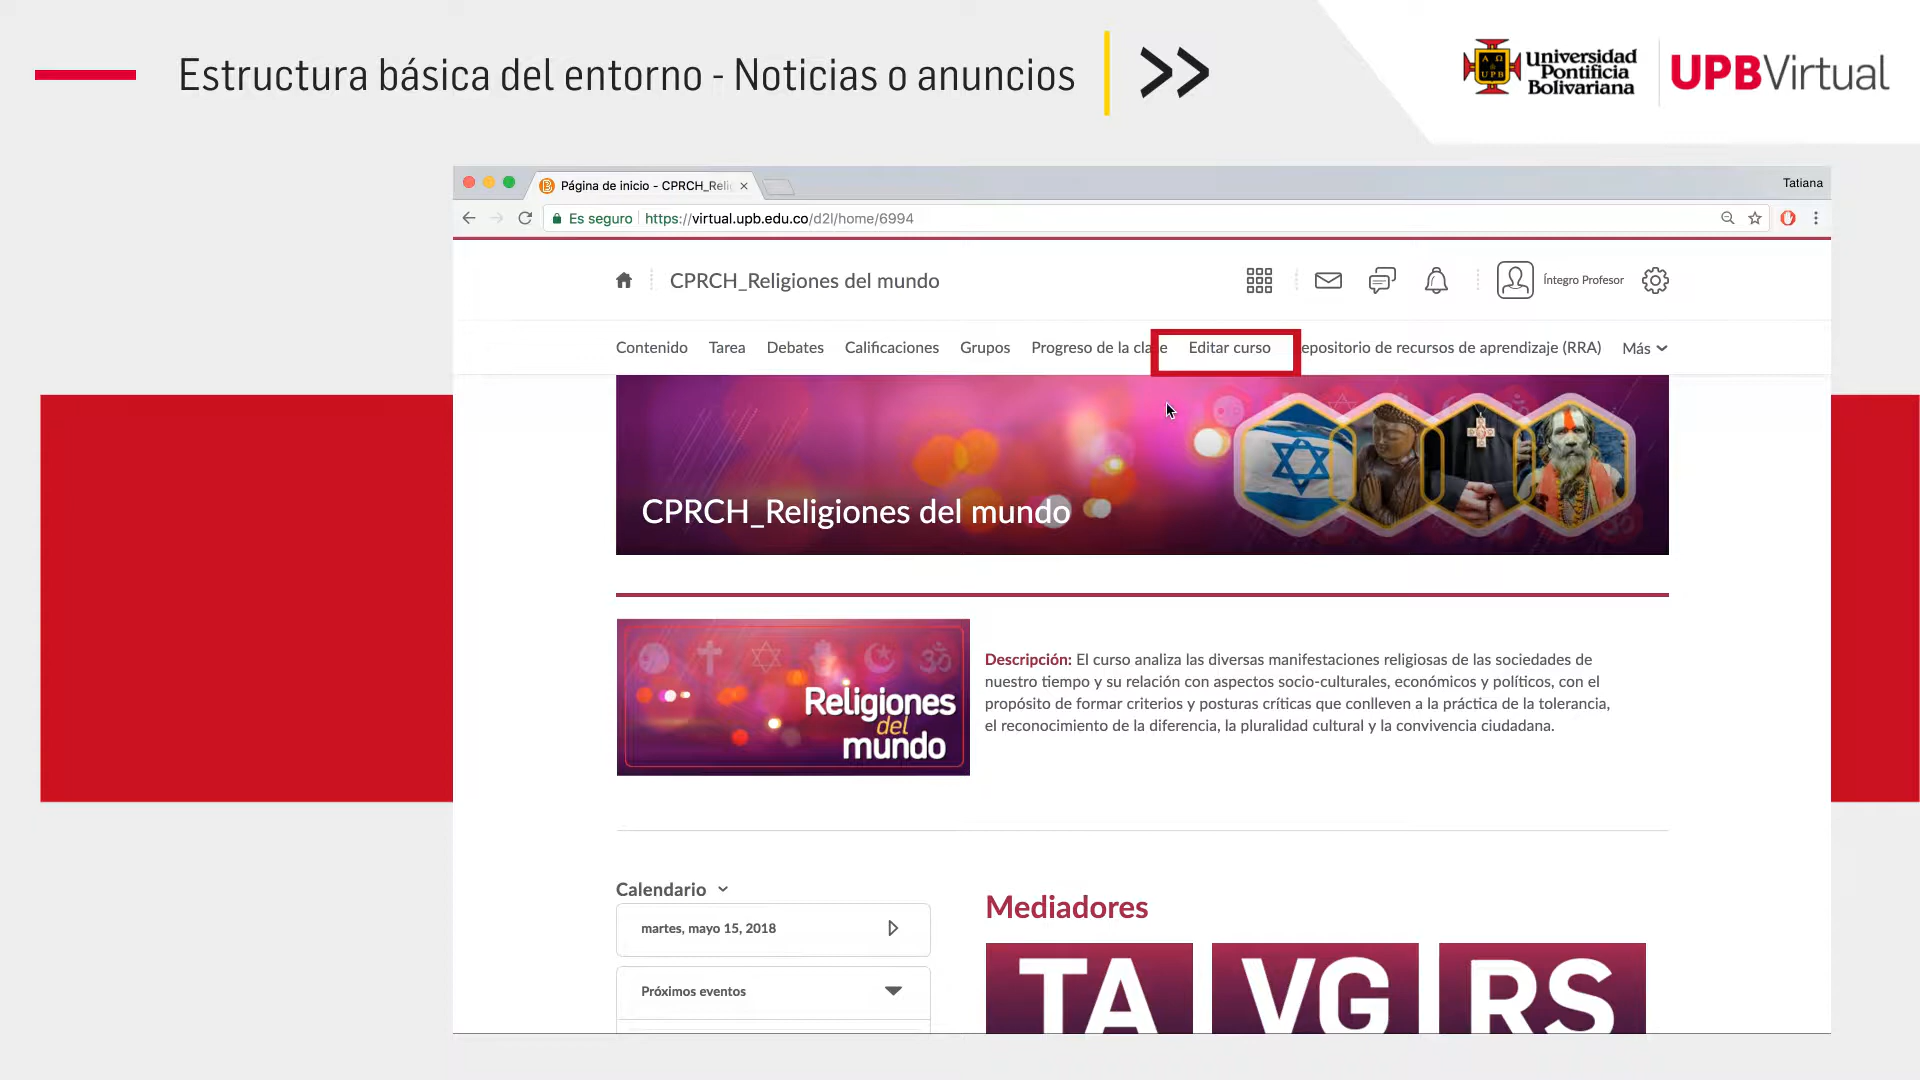 Estructura básica del entorno - Noticias o anuncios
Universidad
Pontificia
Bolivariana
UPBVirtual
Página de inicio - CPRCH_Reli
Tatiana
Es seguro
https://virtual.upb.edu.co/d2l/home/6994
CPRCH_Religiones del mundo
Íntegro Profesor
Contenido
Tarea
Debates
Calificaciones
Grupos
Progreso de la cla e
Editar curso
epositorio de recursos de aprendizaje (RRA)
Más
CPRCH_Religiones del mundo
Religiones
del
mundo
Descripción: El curso analiza las diversas manifestaciones religiosas de las sociedades de
nuestro tiempo y su relación con aspectos socio-culturales, económicos y políticos, con el
propósito de formar criterios y posturas críticas que conlleven a la práctica de la tolerancia,
el reconocimiento de la diferencia, la pluralidad cultural y la convivencia ciudadana.
Calendario
martes, mayo 15, 2018
Próximos eventos
Mediadores
TA
VG
RS